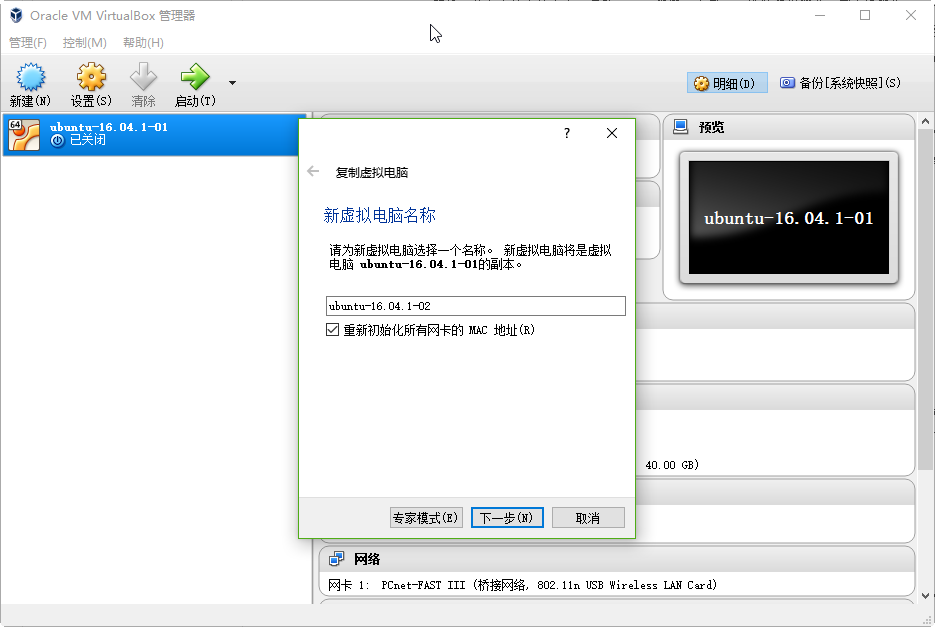 Oracle VM VirtualBox 管理器
管理(F) 控制(M) 帮助(H)
新建(N) 设置(S) 清除 启动(T) 明细(D) 备份[系统快照](S)
64 ubuntu-16.04.1-01
已关闭
预览
ubuntu-16.04.1-01
?
复制虚拟电脑
新虚拟电脑名称
请为新虚拟电脑选择一个名称。 新虚拟电脑将是虚拟
电脑 ubuntu-16.04.1-01的副本。
ubuntu-16.04.1-02
重新初始化所有网卡的 MAC 地址(R)
40.00 GB)
专家模式(E) 下一步(N) 取消
网络
网卡 1: PCnet-FAST III (桥接网络, 802.11n USB Wireless LAN Card)